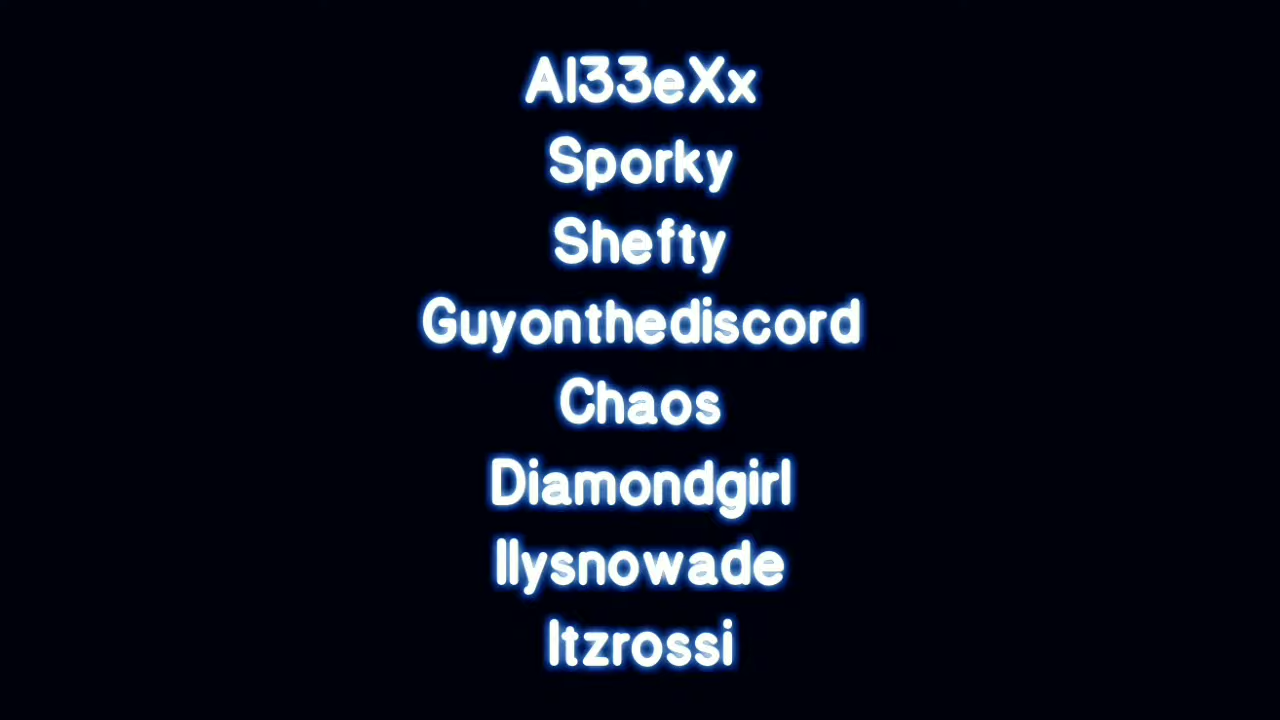 Al33eXx
Sporky
Shefty
Guyonthediscord
Chaos
Diamondgirl
Ilysnowade
Itzrossi